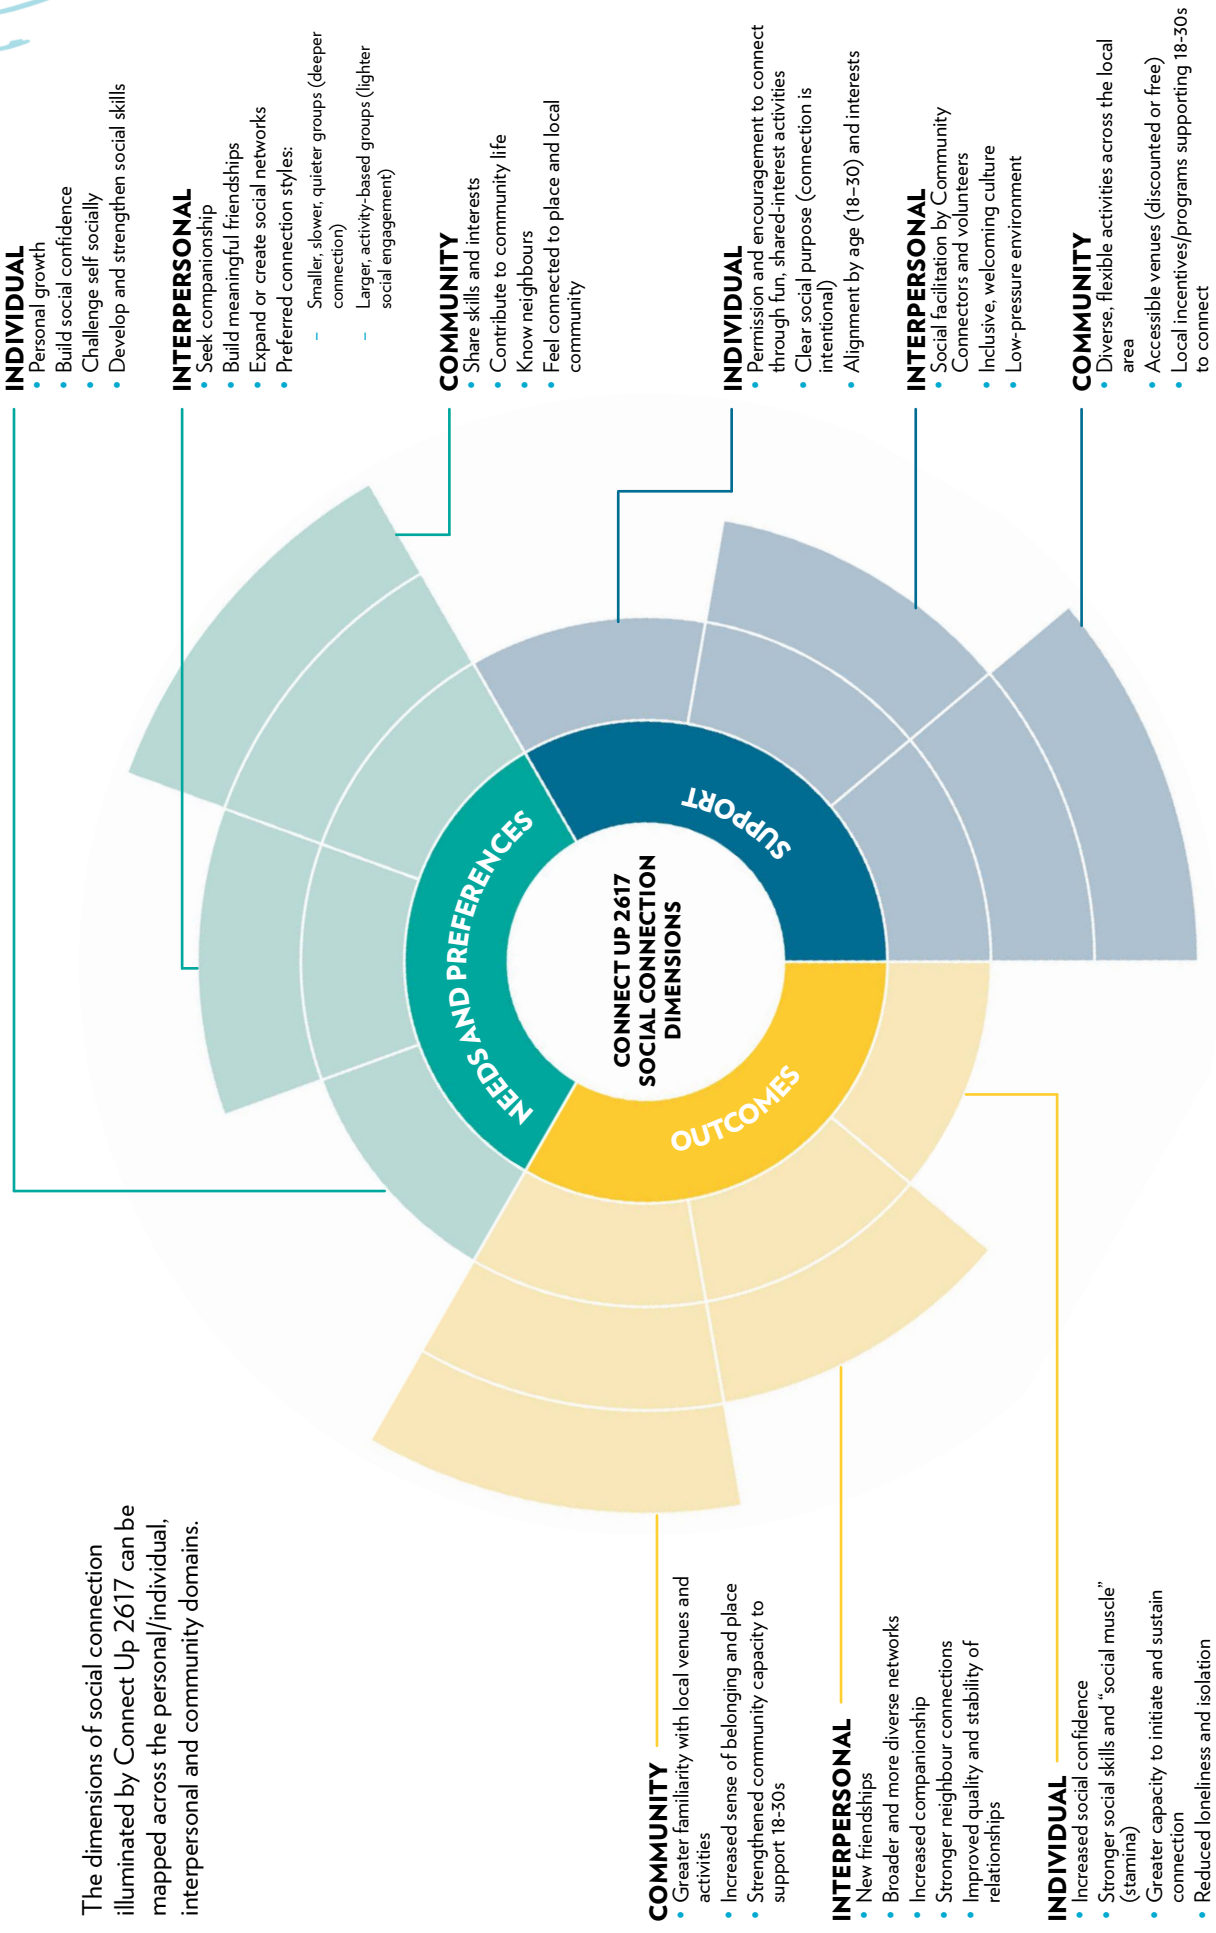 The dimensions of social connection
illuminated by Connect Up 2617 can be
mapped across the personal/individual,
interpersonal and community domains.
INDIVIDUAL
• Personal growth
• Build social confidence
• Challenge self socially
• Develop and strengthen social skills
INTERPERSONAL
• Seek companionship
• Build meaningful friendships
• Expand or create social networks
• Preferred connection styles:
– Smaller, slower, quieter groups (deeper
connection)
– Larger, activity-based groups (lighter
social engagement)
COMMUNITY
• Share skills and interests
• Contribute to community life
• Know neighbours
• Feel connected to place and local
community
INDIVIDUAL
• Permission and encouragement to connect
through fun, shared-interest activities
• Clear social purpose (connection is
intentional)
• Alignment by age (18–30) and interests
INTERPERSONAL
• Social facilitation by Community
Connectors and volunteers
• Inclusive, welcoming culture
• Low-pressure environment
COMMUNITY
• Diverse, flexible activities across the local
area
• Accessible venues (discounted or free)
• Local incentives/programs supporting 18-30s
to connect
NEEDS AND PREFERENCES
SUPPORT
OUTCOMES
CONNECT UP 2617
SOCIAL CONNECTION
DIMENSIONS
COMMUNITY
• Greater familiarity with local venues and
activities
• Increased sense of belonging and place
• Strengthened community capacity to
support 18-30s
INTERPERSONAL
• New friendships
• Broader and more diverse networks
• Increased companionship
• Stronger neighbour connections
• Improved quality and stability of
relationships
INDIVIDUAL
• Increased social confidence
• Stronger social skills and “social muscle”
(stamina)
• Greater capacity to initiate and sustain
connection
• Reduced loneliness and isolation